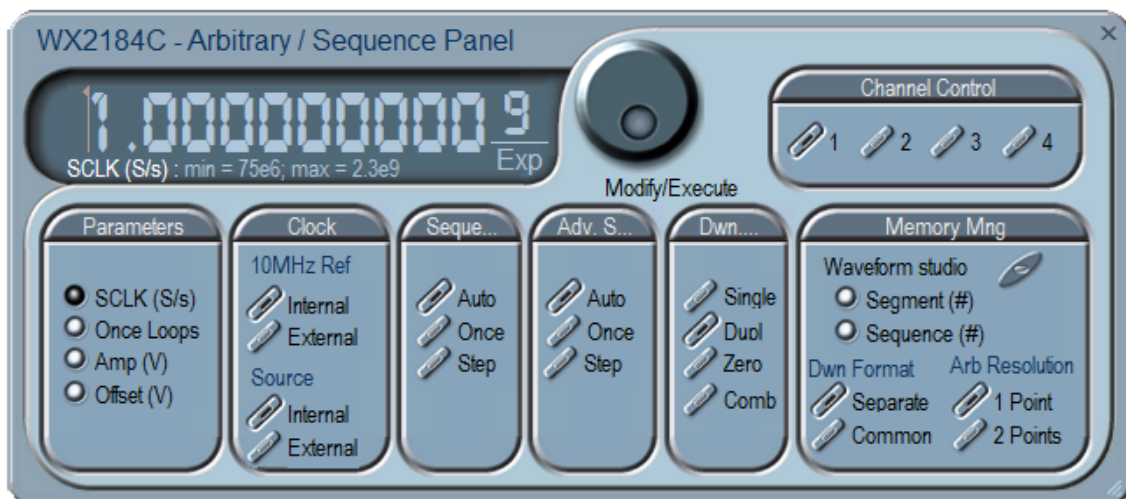 WX2184C - Arbitrary / Sequence Panel
1.000000000 9
Exp
SCLK (S/s) : min = 75e6; max = 2.3e9
Modify/Execute
Channel Control
1 2 3 4
Parameters
SCLK (S/s)
Once Loops
Amp (V)
Offset (V)
Clock
10MHz Ref
Internal
External
Source
Internal
External
Seque...
Auto
Once
Step
Adv. S...
Auto
Once
Step
Dwn....
Single
Dupl
Zero
Comb
Memory Mng
Waveform studio
Segment (#)
Sequence (#)
Dwn Format
Separate
Common
Arb Resolution
1 Point
2 Points